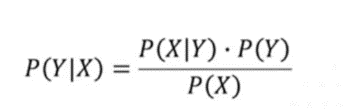 P(Y|X) = P(X|Y) · P(Y) / P(X)